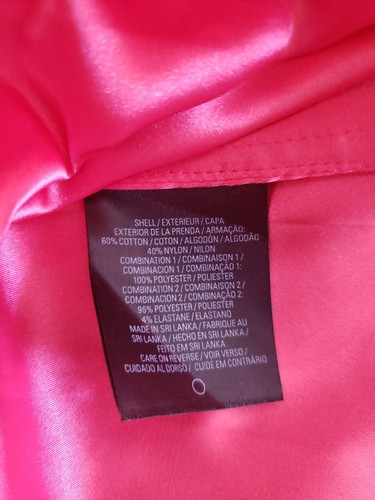 SHELL / EXTERIEUR / CAPA
EXTERIOR DE LA PRENDA / ARMAÇÃO:
60% COTTON / COTON / ALGODÓN / ALGODÃO
40% NYLON / NILON
COMBINATION 1 / COMBINAISON 1 /
COMBINACION 1 / COMBINAÇÃO 1:
100% POLYESTER / POLIESTER
COMBINATION 2 / COMBINAISON 2 /
COMBINACION 2 / COMBINAÇÃO 2:
96% POLYESTER / POLIESTER
4% ELASTANE / ELASTANO
MADE IN SRI LANKA / FABRIQUE AU
SRI LANKA / HECHO EN SRI LANKA /
FEITO EM SRI LANKA
CARE ON REVERSE / VOIR VERSO /
CUIDADO AL DORSO / CUIDE EM CONTRÁRIO